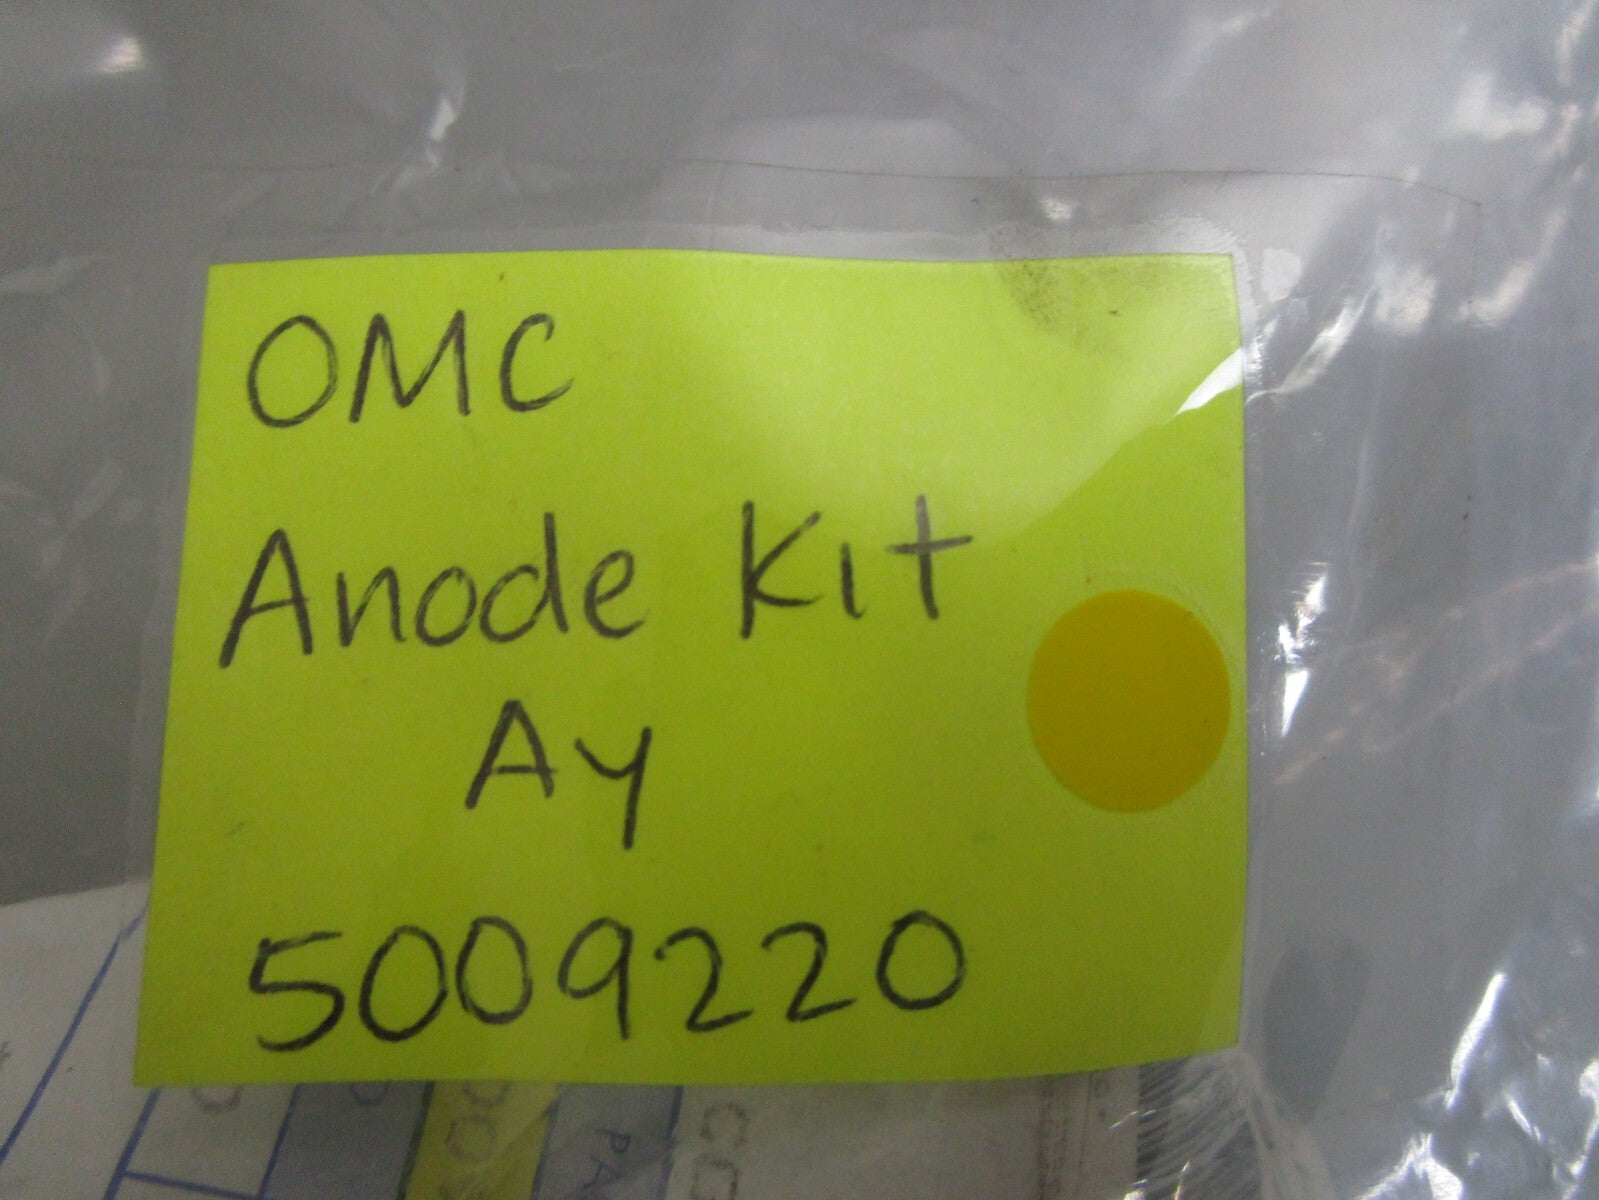 OMC
Anode Kit
Ay
5009220